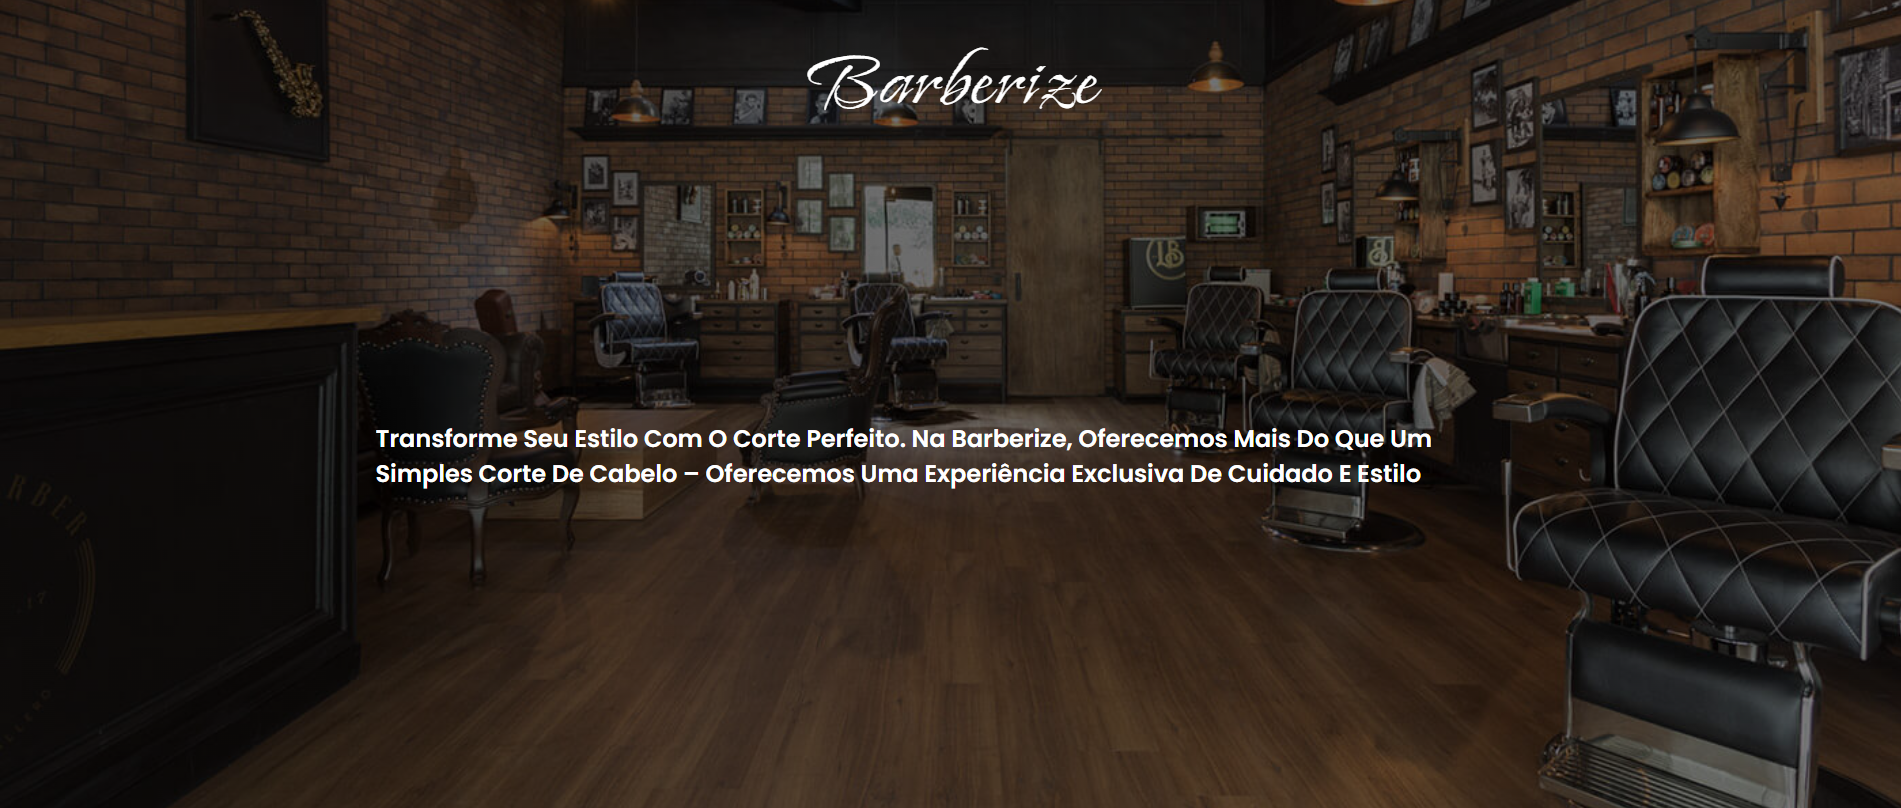 Barberize
Transforme Seu Estilo Com O Corte Perfeito. Na Barberize, Oferecemos Mais Do Que Um
Simples Corte De Cabelo – Oferecemos Uma Experiência Exclusiva De Cuidado E Estilo